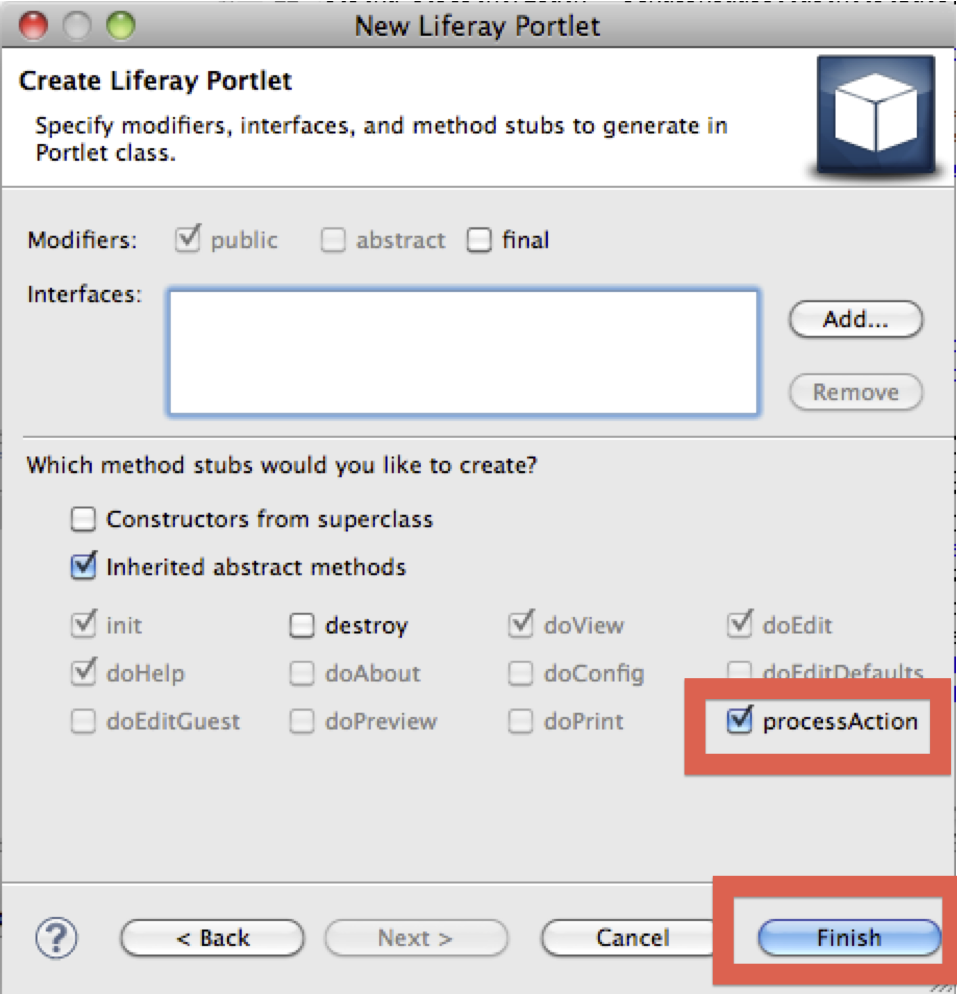 New Liferay Portlet
Create Liferay Portlet
Specify modifiers, interfaces, and method stubs to generate in
Portlet class.
Modifiers: public abstract final
Interfaces:
Add...
Remove
Which method stubs would you like to create?
Constructors from superclass
Inherited abstract methods
init destroy doView doEdit
doHelp doAbout doConfig doEditDefaults
doEditGuest doPreview doPrint processAction
? < Back Next > Cancel Finish